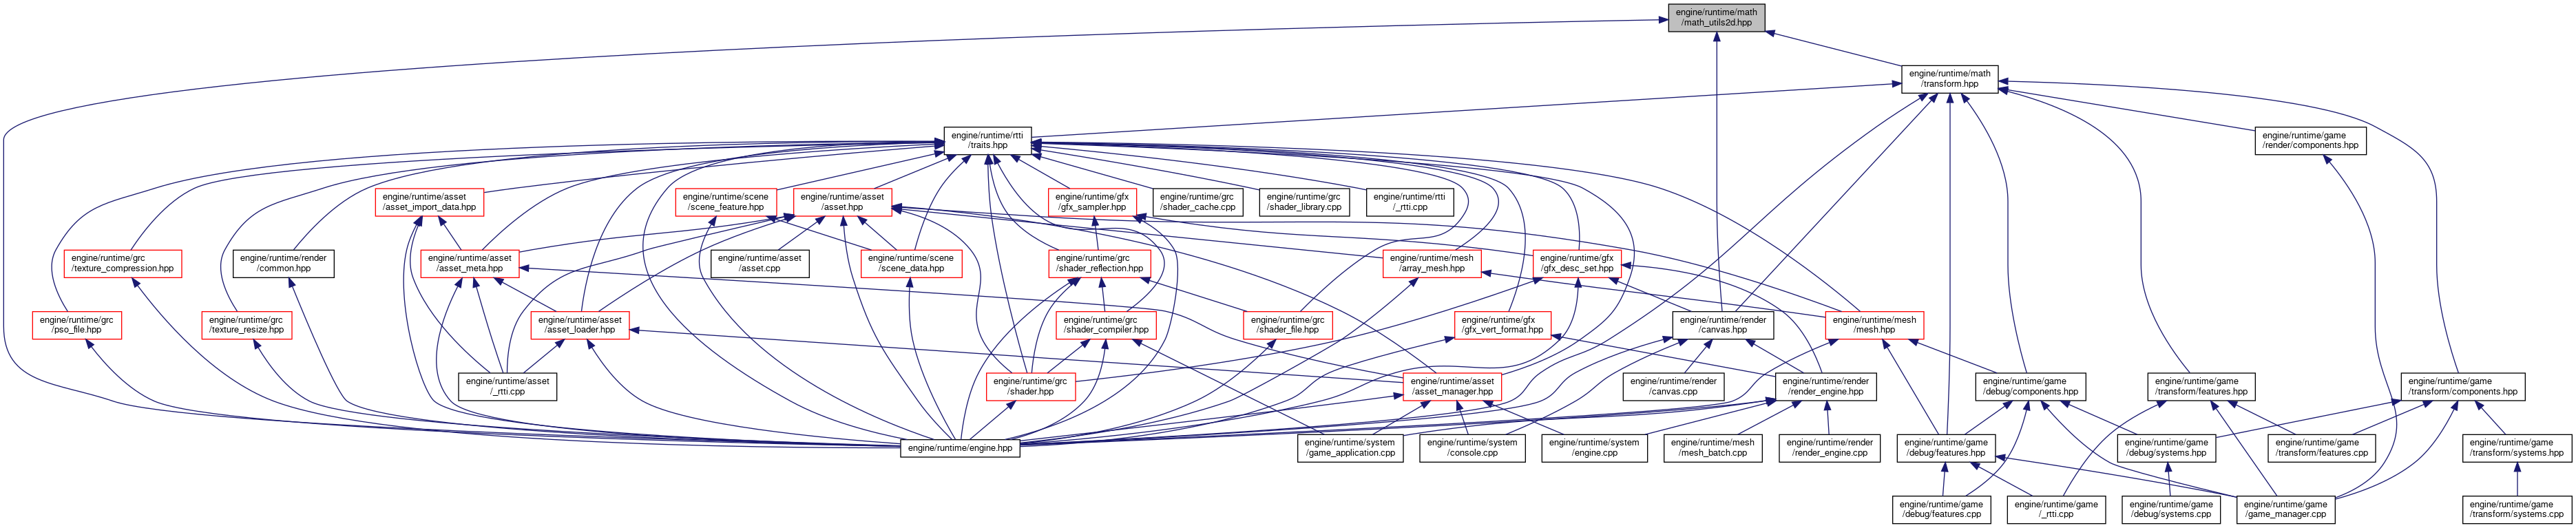 engine/runtime/math
/math_utils2d.hpp
engine/runtime/math
/transform.hpp
engine/runtime/rtti
/traits.hpp
engine/runtime/game
/render/components.hpp
engine/runtime/asset
/asset_import_data.hpp
engine/runtime/scene
/scene_feature.hpp
engine/runtime/asset
/asset.hpp
engine/runtime/gfx
/gfx_sampler.hpp
engine/runtime/grc
/shader_cache.cpp
engine/runtime/grc
/shader_library.cpp
engine/runtime/rtti
/_rtti.cpp
engine/runtime/grc
/texture_compression.hpp
engine/runtime/render
/common.hpp
engine/runtime/asset
/asset_meta.hpp
engine/runtime/asset
/asset.cpp
engine/runtime/scene
/scene_data.hpp
engine/runtime/grc
/shader_reflection.hpp
engine/runtime/mesh
/array_mesh.hpp
engine/runtime/gfx
/gfx_desc_set.hpp
engine/runtime/grc
/pso_file.hpp
engine/runtime/grc
/texture_resize.hpp
engine/runtime/asset
/asset_loader.hpp
engine/runtime/grc
/shader_compiler.hpp
engine/runtime/grc
/shader_file.hpp
engine/runtime/gfx
/gfx_vert_format.hpp
engine/runtime/render
/canvas.hpp
engine/runtime/mesh
/mesh.hpp
engine/runtime/asset
/_rtti.cpp
engine/runtime/grc
/shader.hpp
engine/runtime/asset
/asset_manager.hpp
engine/runtime/render
/canvas.cpp
engine/runtime/render
/render_engine.hpp
engine/runtime/game
/debug/components.hpp
engine/runtime/game
/transform/features.hpp
engine/runtime/game
/transform/components.hpp
engine/runtime/engine.hpp
engine/runtime/system
/game_application.cpp
engine/runtime/system
/console.cpp
engine/runtime/system
/engine.cpp
engine/runtime/mesh
/mesh_batch.cpp
engine/runtime/render
/render_engine.cpp
engine/runtime/game
/debug/features.hpp
engine/runtime/game
/debug/systems.hpp
engine/runtime/game
/transform/features.cpp
engine/runtime/game
/transform/systems.hpp
engine/runtime/game
/debug/features.cpp
engine/runtime/game
/_rtti.cpp
engine/runtime/game
/debug/systems.cpp
engine/runtime/game
/game_manager.cpp
engine/runtime/game
/transform/systems.cpp